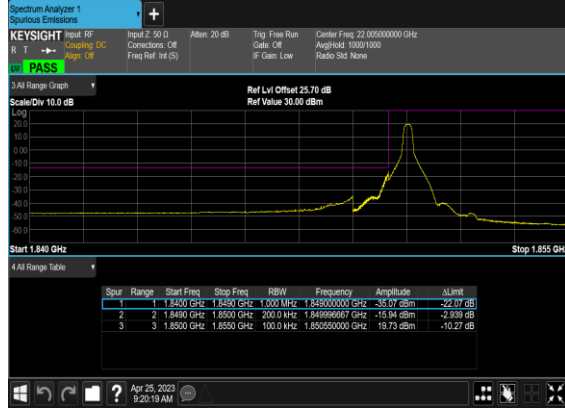 Spectrum Analyzer 1
Spurious Emissions
KEYSIGHT Input: RF Input Z: 50 Ω Atten: 20 dB Trig: Free Run Center Freq: 22.005000000 GHz
R T Coupling: DC Corrections: Off Gate: Off Avg|Hold: 1000/1000
Align: Off Freq Ref: Int (S) IF Gain: Low Radio Std: None
PASS
3 All Range Graph Ref Lvl Offset 25.70 dB
Scale/Div 10.0 dB Ref Value 30.00 dBm
Log
20.0
10.0
0.00
-10.0
-20.0
-30.0
-40.0
-50.0
-60.0
Start 1.840 GHz Stop 1.855 GH
4 All Range Table
Spur Range Start Freq Stop Freq RBW Frequency Amplitude ΔLimit
1 1 1.8400 GHz 1.8490 GHz 1.000 MHz 1.849000000 GHz -35.07 dBm -22.07 dB
2 2 1.8490 GHz 1.8500 GHz 200.0 kHz 1.849996667 GHz -15.94 dBm -2.939 dB
3 3 1.8500 GHz 1.8550 GHz 100.0 kHz 1.850550000 GHz 19.73 dBm -10.27 dB
? Apr 25, 2023
9:20:19 AM